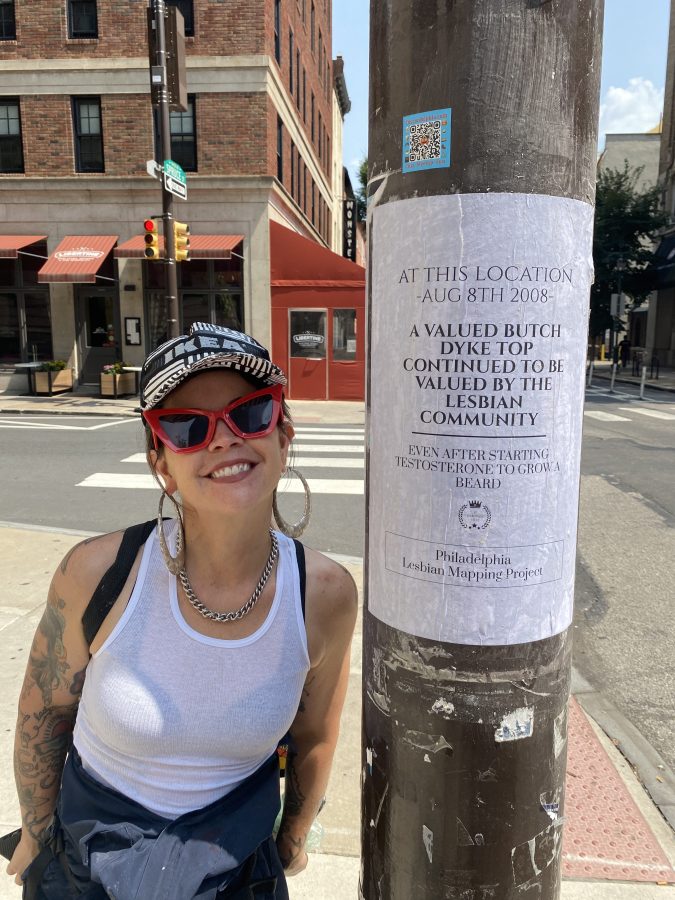 AT THIS LOCATION
-AUG 8TH 2008-
A VALUED BUTCH
DYKE TOP
CONTINUED TO BE
VALUED BY THE
LESBIAN
COMMUNITY
EVEN AFTER STARTING
TESTOSTERONE TO GROW A
BEARD
Philadelphia
Lesbian Mapping Project
IKEA
LIBERTINE
LIBERTINE